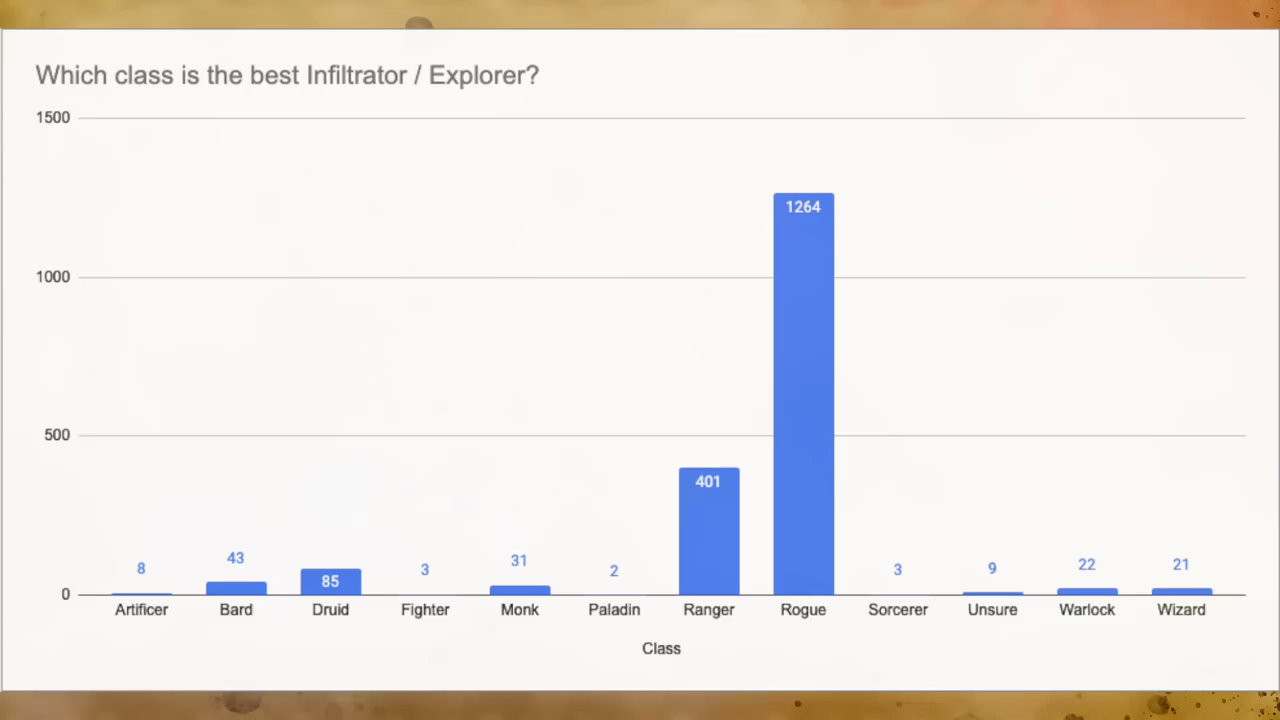 Which class is the best Infiltrator / Explorer?
1500
1000
500
0
8
43
85
3
31
2
401
1264
3
9
22
21
Artificer
Bard
Druid
Fighter
Monk
Paladin
Ranger
Rogue
Sorcerer
Unsure
Warlock
Wizard
Class